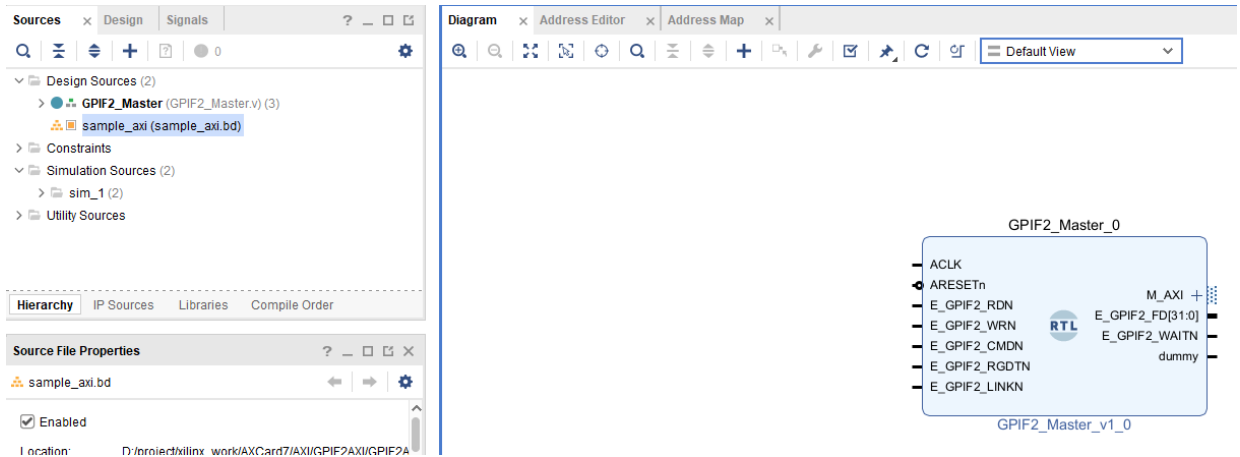 Sources × Design Signals ? _
0
Design Sources (2)
GPIF2_Master (GPIF2_Master.v) (3)
sample_axi (sample_axi.bd)
Constraints
Simulation Sources (2)
sim_1 (2)
Utility Sources
Hierarchy IP Sources Libraries Compile Order
Source File Properties ? _ ×
sample_axi.bd
Enabled
Location: D:/project/xilinx_work/AXCard7/AXI/GPIF2AXI/GPIF2A
Diagram × Address Editor × Address Map ×
Default View
GPIF2_Master_0
ACLK
ARESETn
E_GPIF2_RDN
E_GPIF2_WRN
E_GPIF2_CMDN
E_GPIF2_RGDTN
E_GPIF2_LINKN
RTL
M_AXI +
E_GPIF2_FD[31:0]
E_GPIF2_WAITN
dummy
GPIF2_Master_v1_0